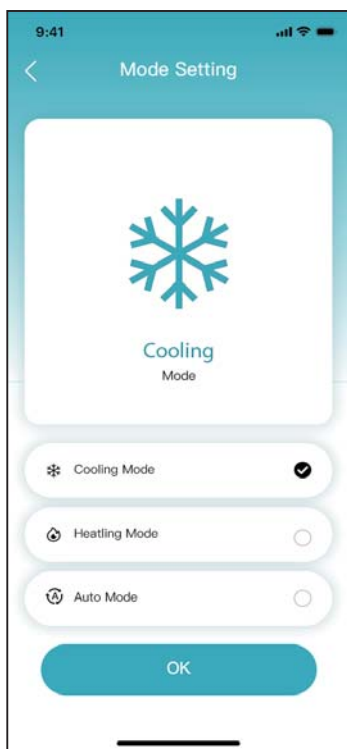 9:41
Mode Setting
Cooling
Mode
Cooling Mode
Heatling Mode
A Auto Mode
OK